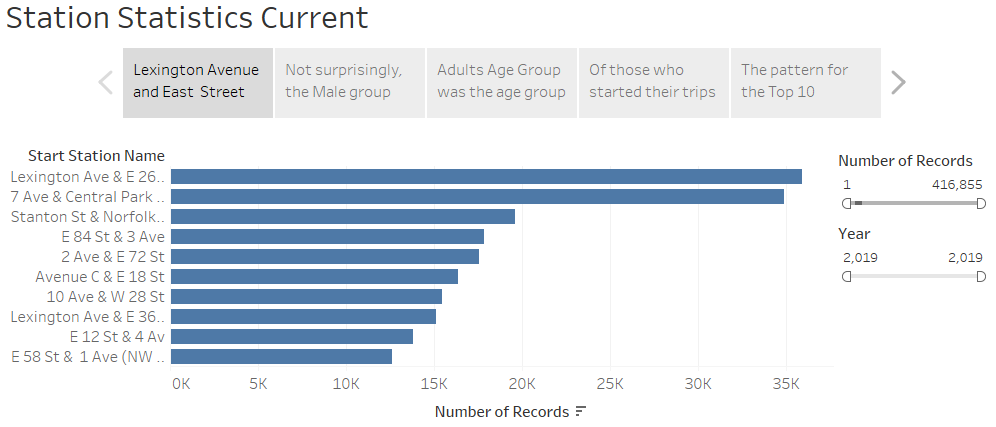 Station Statistics Current
Lexington Avenue
and East  Street
Not surprisingly,
the Male group
Adults Age Group
was the age group
Of those who
started their trips
The pattern for
the Top 10
Start Station Name
Lexington Ave & E 26..
7 Ave & Central Park ..
Stanton St & Norfolk..
E 84 St & 3 Ave
2 Ave & E 72 St
Avenue C & E 18 St
10 Ave & W 28 St
Lexington Ave & E 36..
E 12 St & 4 Av
E 58 St &  1 Ave (NW ..
0K 5K 10K 15K 20K 25K 30K 35K
Number of Records
Number of Records
1 416,855
Year
2,019 2,019